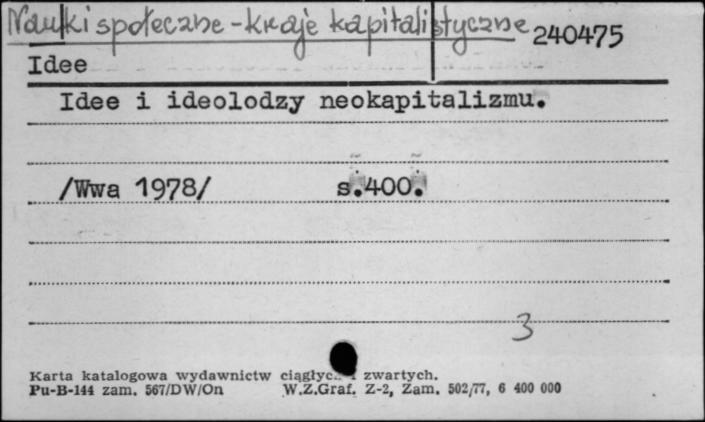 Nauki społeczne - kraje kapitalistyczne 240475
Idee
Idee i ideolodzy neokapitalizmu.
/Wwa 1978/ s.400.
3
Karta katalogowa wydawnictw ciągłych i zwartych.
Pu-B-144 zam. 567/DW/On W.Z.Graf. Z-2, Zam. 502/77, 6 400 000